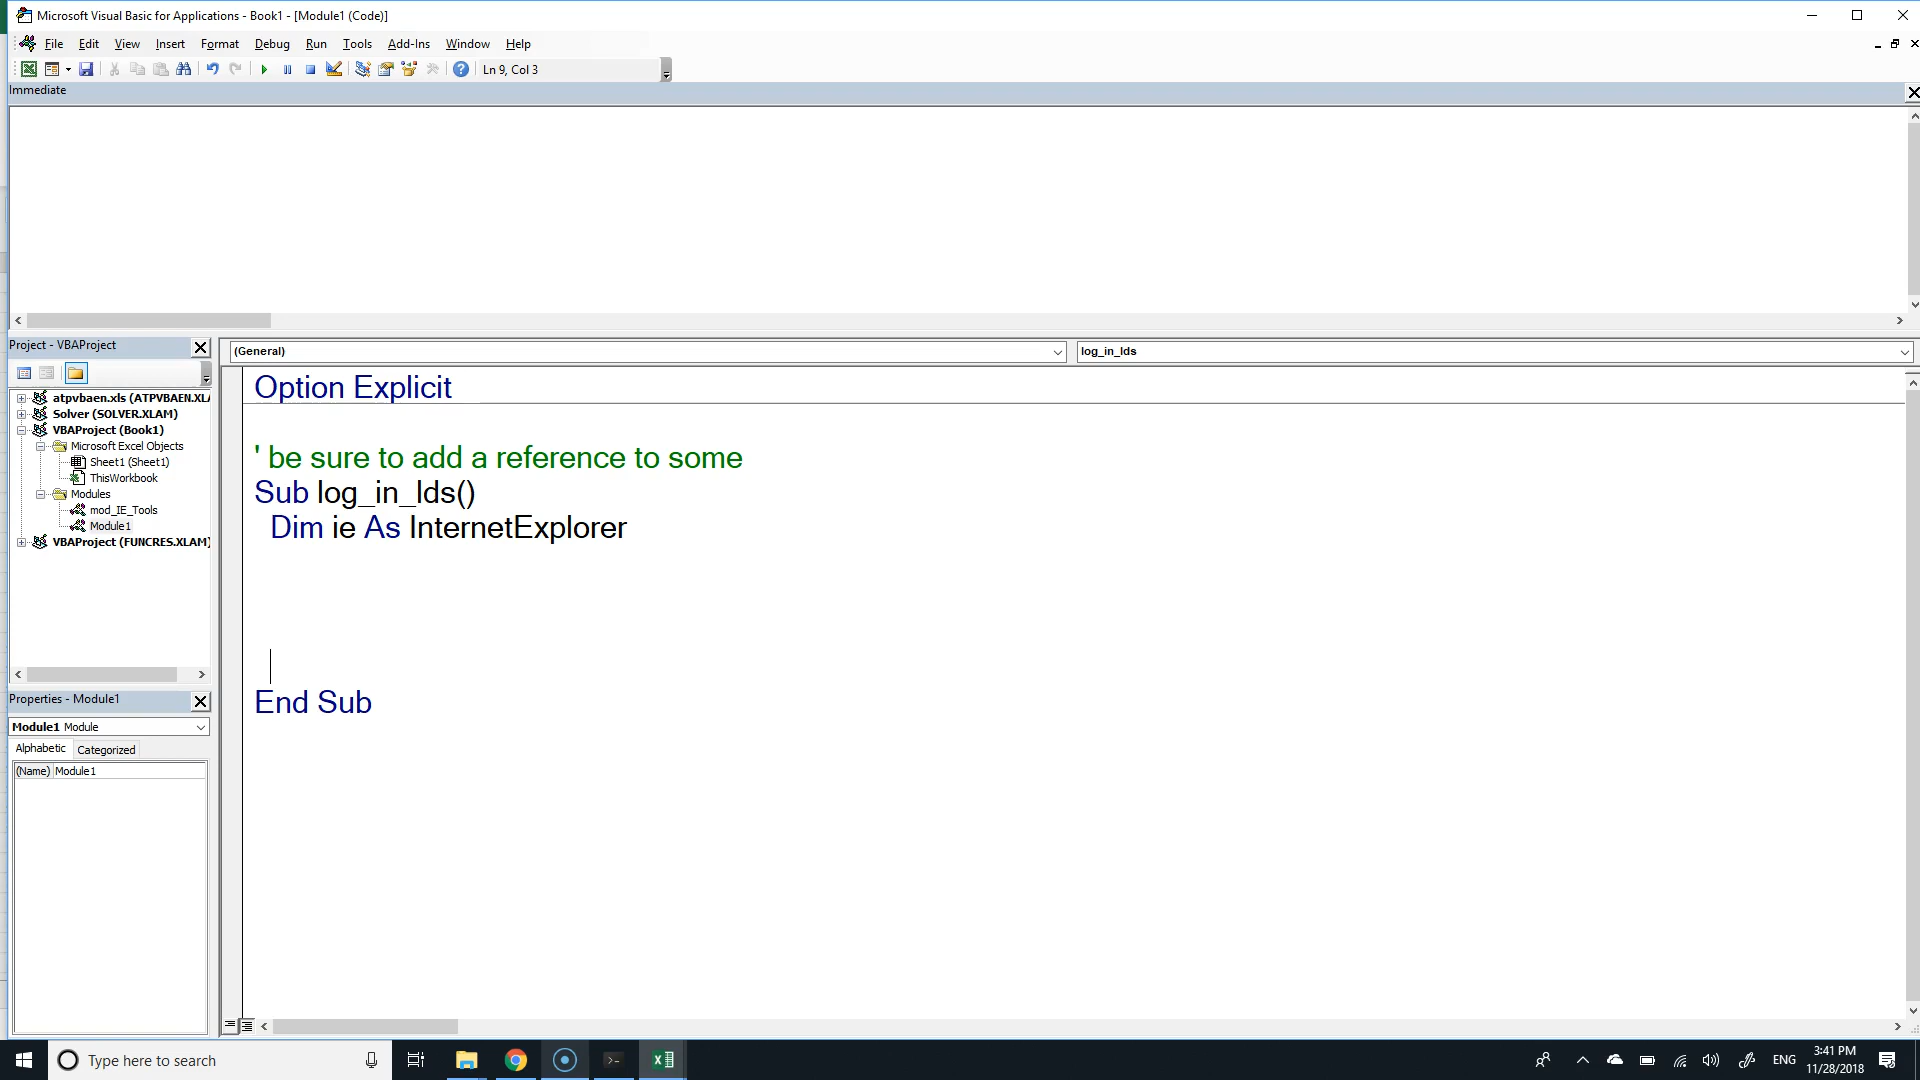 Microsoft Visual Basic for Applications - Book1 - [Module1 (Code)]
File Edit View Insert Format Debug Run Tools Add-Ins Window Help
Ln 9, Col 3
Immediate
Project - VBAProject
(General)
log_in_lds
atpvbaen.xls (ATPVBAEN.XLA
Solver (SOLVER.XLAM)
VBAProject (Book1)
Microsoft Excel Objects
Sheet1 (Sheet1)
ThisWorkbook
Modules
mod_IE_Tools
Module1
VBAProject (FUNCRES.XLAM)
Option Explicit
' be sure to add a reference to some
Sub log_in_lds()
Dim ie As InternetExplorer
End Sub
Properties - Module1
Module1 Module
Alphabetic Categorized
(Name) Module1
Type here to search
ENG
3:41 PM
11/28/2018